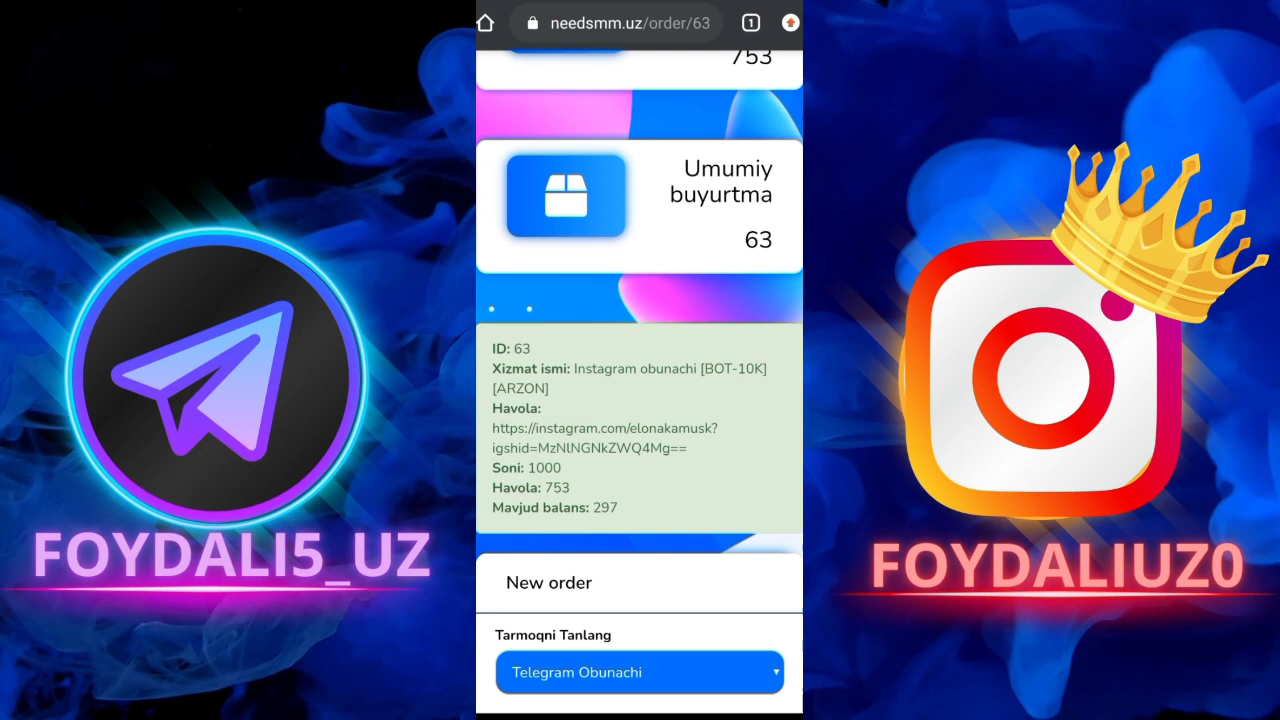 needsmm.uz/order/63
1
753
Umumiy
buyurtma
63
ID: 63
Xizmat ismi: Instagram obunachi [BOT-10K]
[ARZON]
Havola:
https://instagram.com/elonakamusk?
igshid=MzNlNGNkZWQ4Mg==
Soni: 1000
Havola: 753
Mavjud balans: 297
New order
Tarmoqni Tanlang
Telegram Obunachi
FOYDALI5_UZ
FOYDALIUZ0